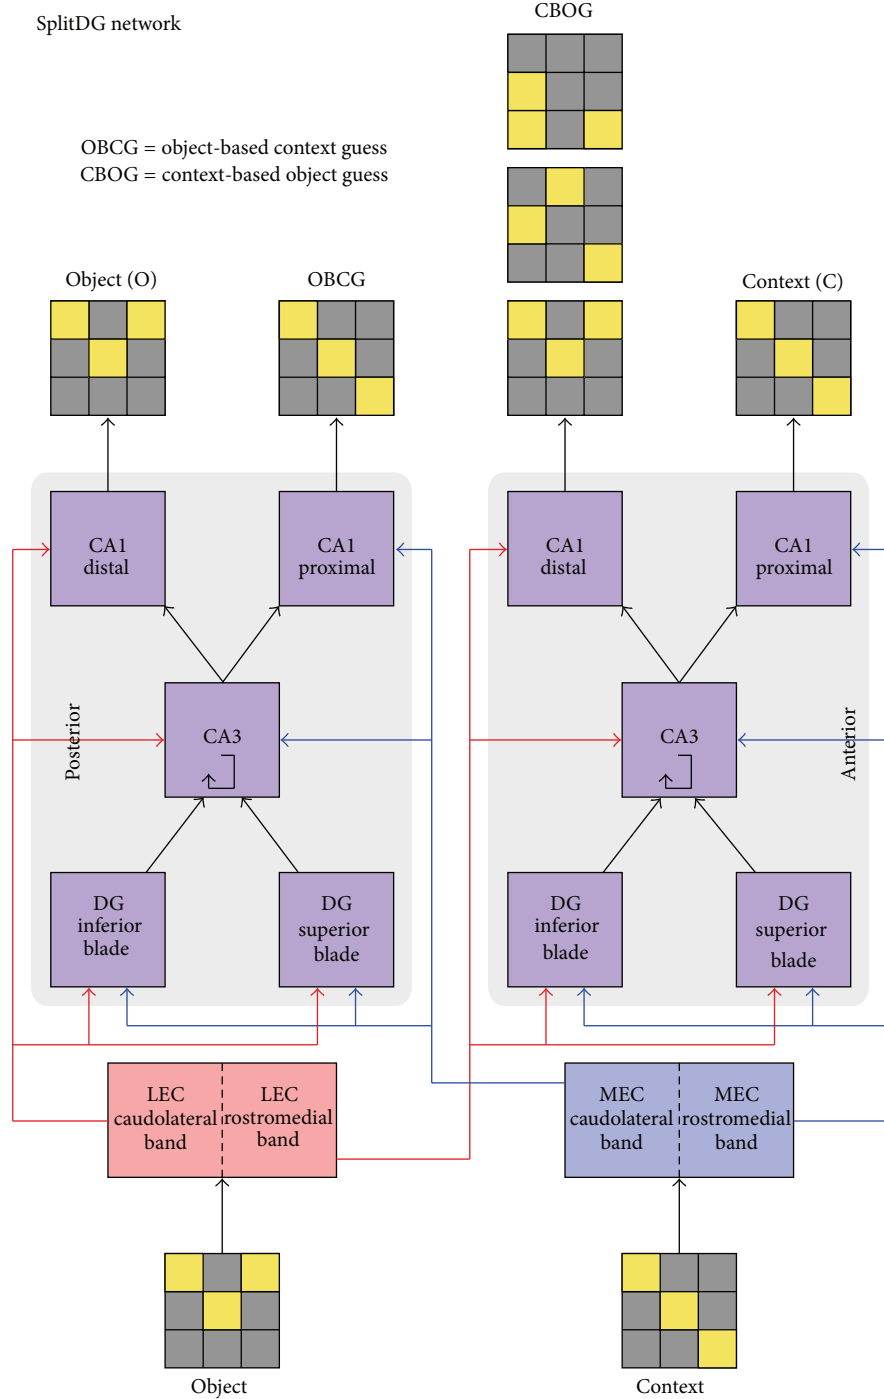 SplitDG network
CBOG
OBCG = object-based context guess
CBOG = context-based object guess
Object (O)
OBCG
Context (C)
CA1
distal
CA1
proximal
CA1
distal
CA1
proximal
Posterior
CA3
CA3
Anterior
DG
inferior
blade
DG
superior
blade
DG
inferior
blade
DG
superior
blade
LEC
caudolateral
band
LEC
rostromedial
band
MEC
caudolateral
band
MEC
rostromedial
band
Object
Context